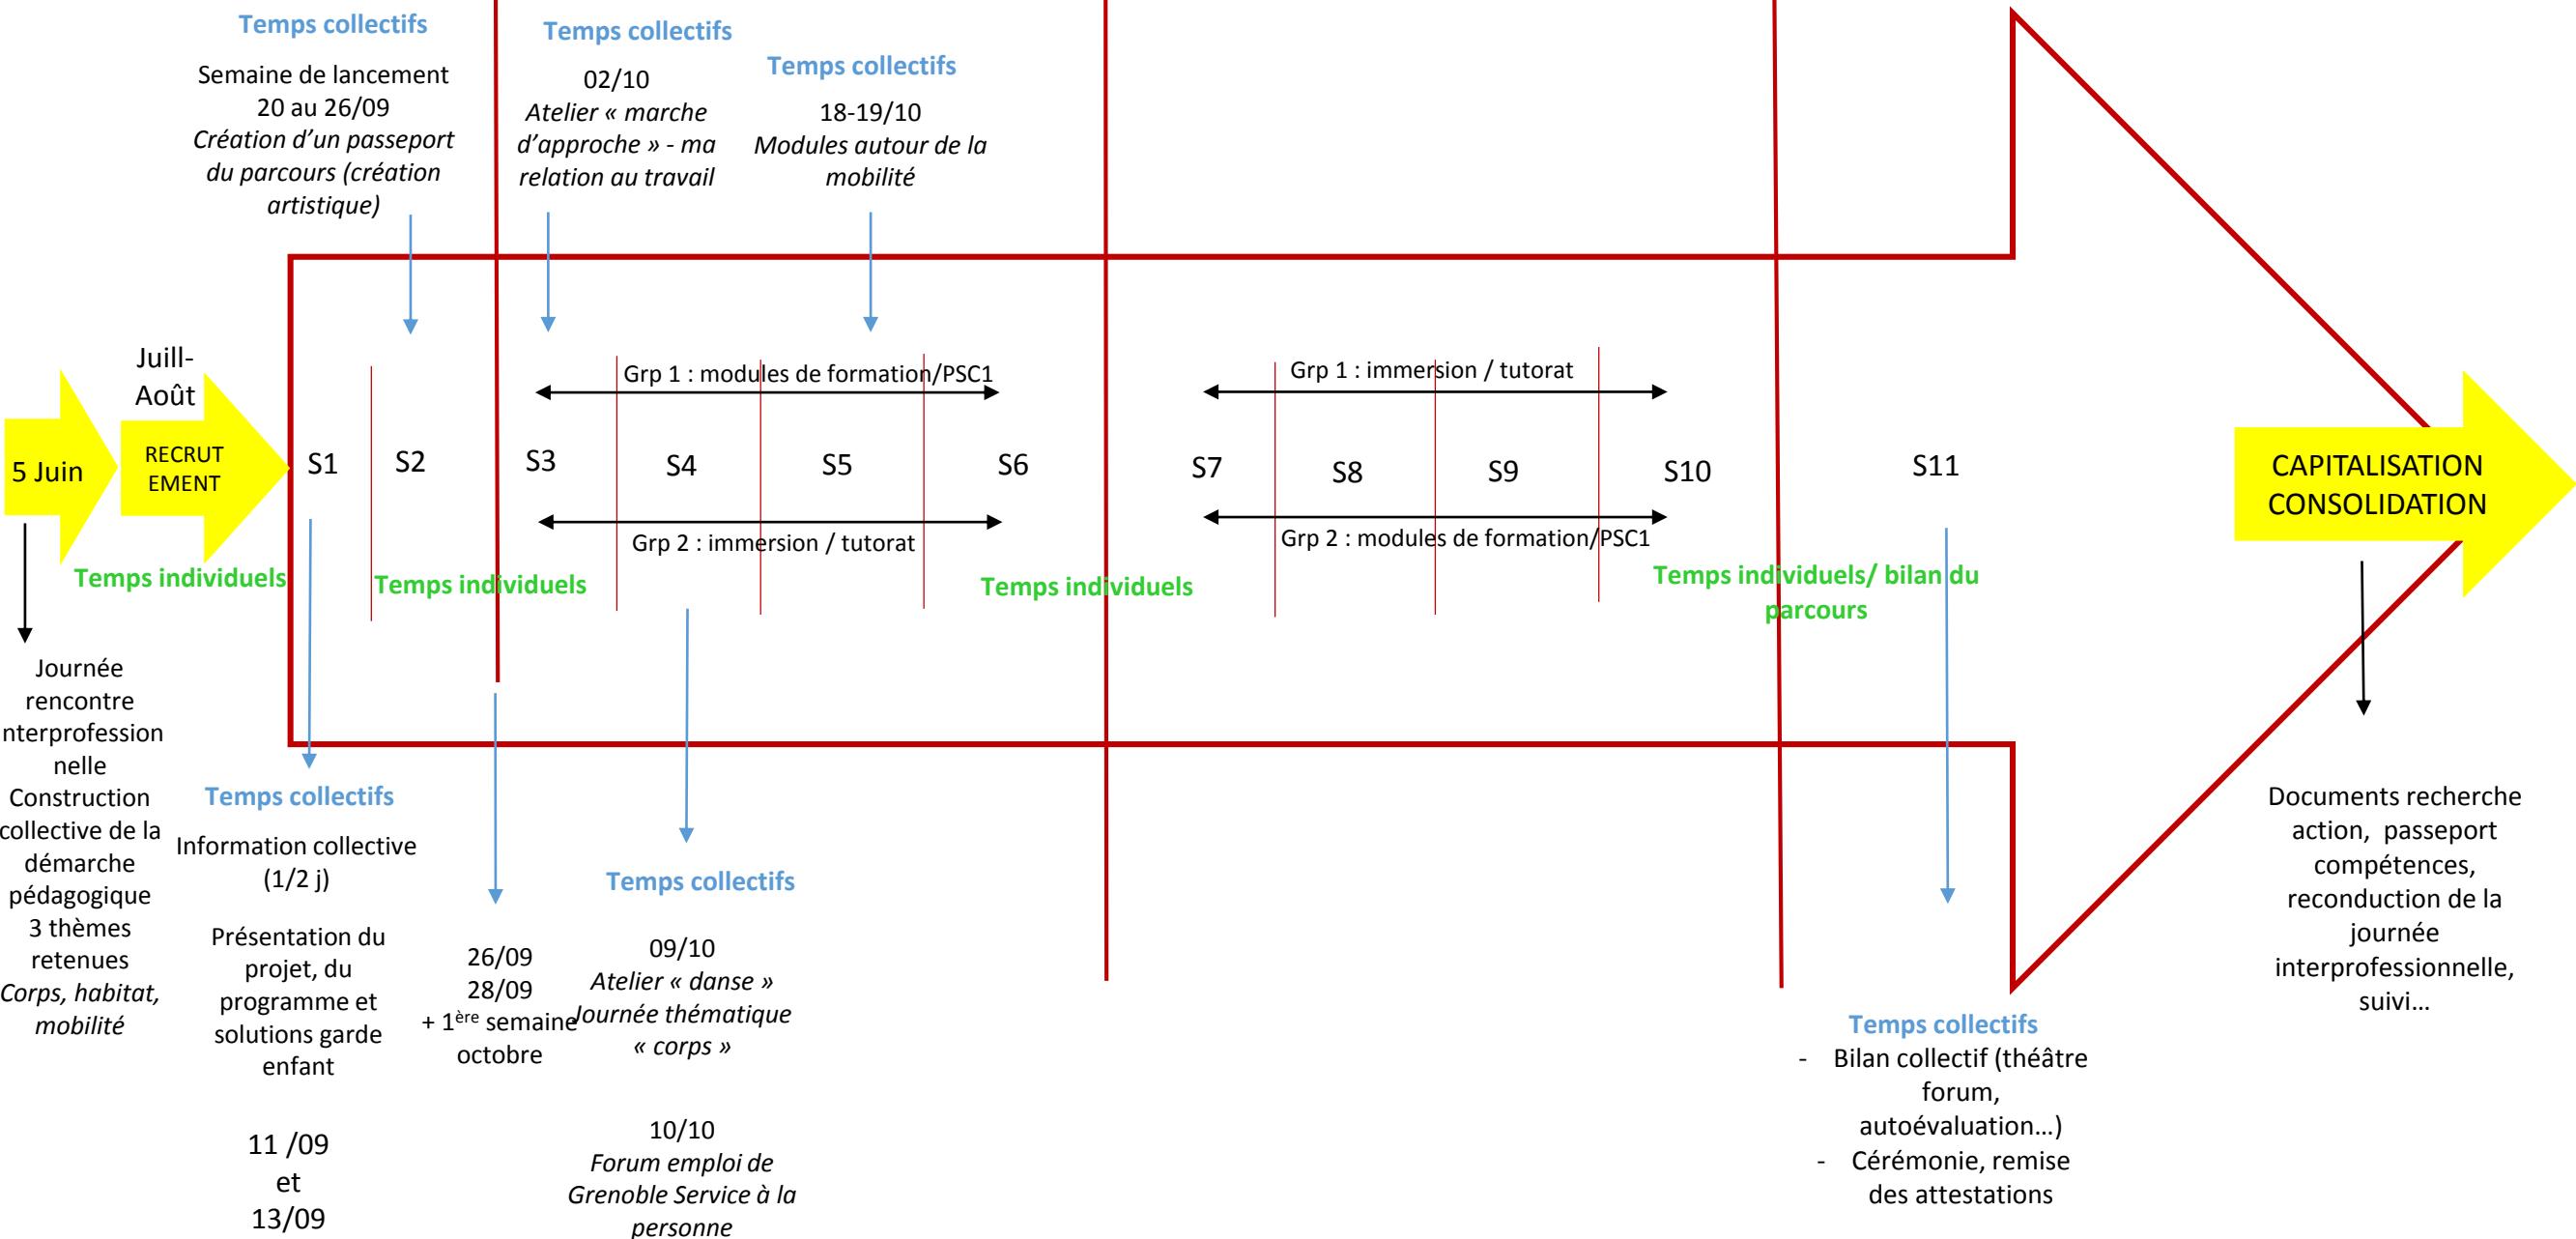 Temps collectifs
Semaine de lancement
20 au 26/09
Création d’un passeport
du parcours (création
artistique)
Temps collectifs
02/10
Atelier « marche
d’approche » - ma
relation au travail
Temps collectifs
18-19/10
Modules autour de la
mobilité
Juill-
Août
5 Juin
RECRUT
EMENT
Grp 1 : modules de formation/PSC1
Grp 1 : immersion / tutorat
S1
S2
S3
S4
S5
S6
S7
S8
S9
S10
S11
CAPITALISATION
CONSOLIDATION
Grp 2 : immersion / tutorat
Grp 2 : modules de formation/PSC1
Temps individuels
Temps individuels
Temps individuels
Temps individuels/ bilan du
parcours
Journée
rencontre
nterprofession
nelle
Construction
collective de la
démarche
pédagogique
3 thèmes
retenues
Corps, habitat,
mobilité
Temps collectifs
Information collective
(1/2 j)
Présentation du
projet, du
programme et
solutions garde
enfant
11 /09
et
13/09
26/09
28/09
+ 1ère semaine
octobre
Temps collectifs
09/10
Atelier « danse »
Journée thématique
« corps »
10/10
Forum emploi de
Grenoble Service à la
personne
Temps collectifs
- Bilan collectif (théâtre
forum,
autoévaluation…)
- Cérémonie, remise
des attestations
Documents recherche
action, passeport
compétences,
reconduction de la
journée
interprofessionnelle,
suivi…